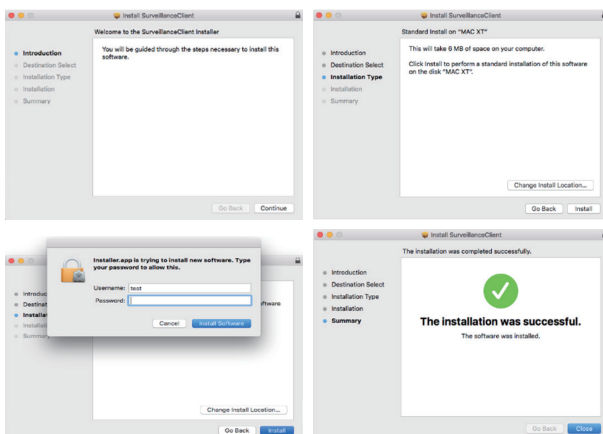 Install SurveillanceClient
Welcome to the SurveillanceClient Installer
Introduction
Destination Select
Installation Type
Installation
Summary
You will be guided through the steps necessary to install this
software.
Go Back
Continue
Install SurveillanceClient
Standard Install on "MAC XT"
Introduction
Destination Select
Installation Type
Installation
Summary
This will take 6 MB of space on your computer.
Click Install to perform a standard installation of this software
on the disk "MAC XT".
Change Install Location...
Go Back
Install
Installer.app is trying to install new software. Type
your password to allow this.
Username: test
Password:
Cancel
Install Software
Introduc
Destinat
Installat
Installati
Summary
ftware
Change Install Location...
Go Back
Install
Install SurveillanceClient
The installation was completed successfully.
Introduction
Destination Select
Installation Type
Installation
Summary
The installation was successful.
The software was installed.
Go Back
Close